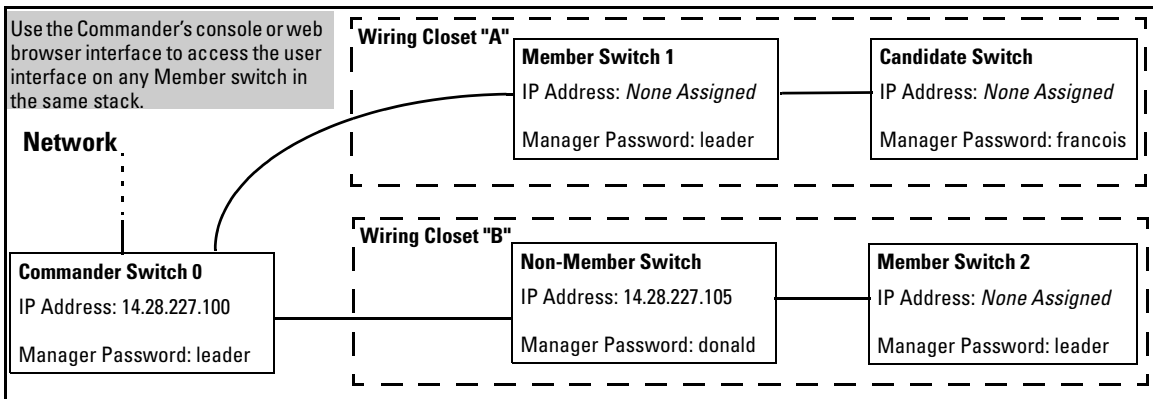 Use the Commander's console or web
browser interface to access the user
interface on any Member switch in
the same stack.
Network
Wiring Closet "A"
Member Switch 1
IP Address: None Assigned
Manager Password: leader
Candidate Switch
IP Address: None Assigned
Manager Password: francois
Commander Switch 0
IP Address: 14.28.227.100
Manager Password: leader
Wiring Closet "B"
Non-Member Switch
IP Address: 14.28.227.105
Manager Password: donald
Member Switch 2
IP Address: None Assigned
Manager Password: leader